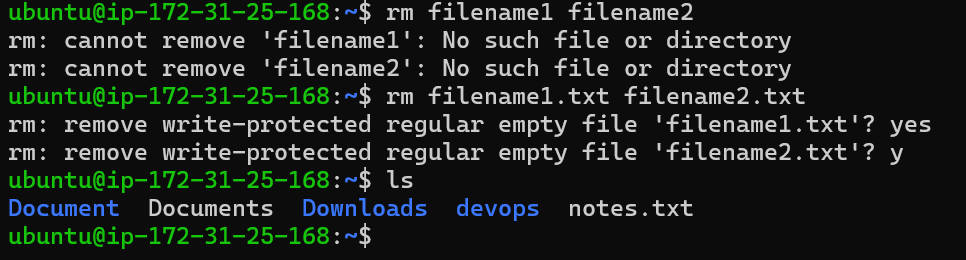 ubuntu@ip-172-31-25-168:~$ rm filename1 filename2
rm: cannot remove 'filename1': No such file or directory
rm: cannot remove 'filename2': No such file or directory
ubuntu@ip-172-31-25-168:~$ rm filename1.txt filename2.txt
rm: remove write-protected regular empty file 'filename1.txt'? yes
rm: remove write-protected regular empty file 'filename2.txt'? y
ubuntu@ip-172-31-25-168:~$ ls
Document  Documents  Downloads  devops  notes.txt
ubuntu@ip-172-31-25-168:~$